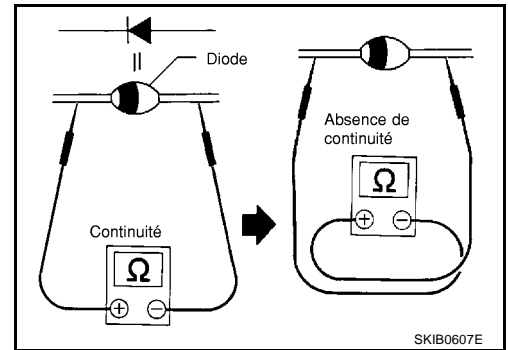 Diode
Continuité
Ω
+ −
Absence de
continuité
Ω
+ −
SKIB0607E